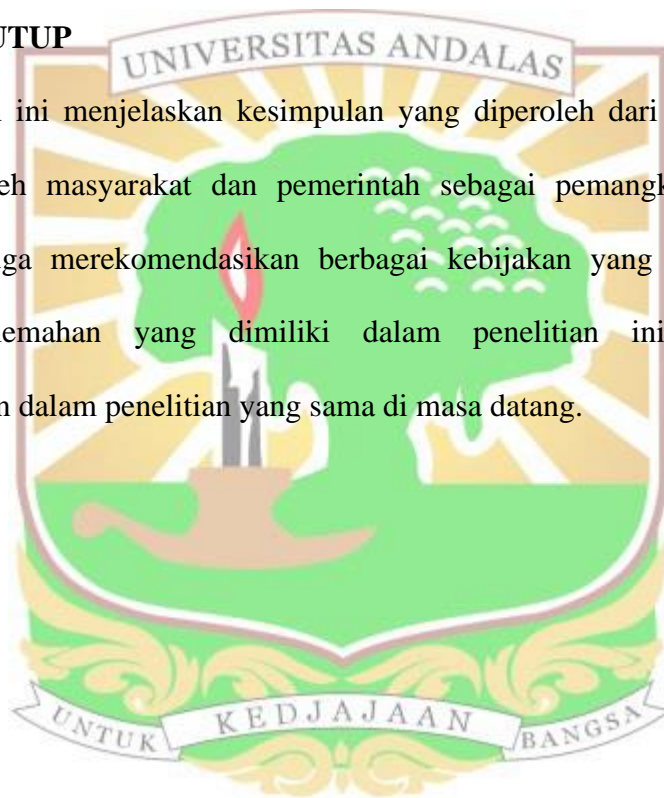 UTUP
UNIVERSITAS ANDALAS
ini menjelaskan kesimpulan yang diperoleh dari
eh masyarakat dan pemerintah sebagai pemangk
ga merekomendasikan berbagai kebijakan yang
emahan yang dimiliki dalam penelitian ini
n dalam penelitian yang sama di masa datang.
UNTUK KEDJAJAAN BANGSA